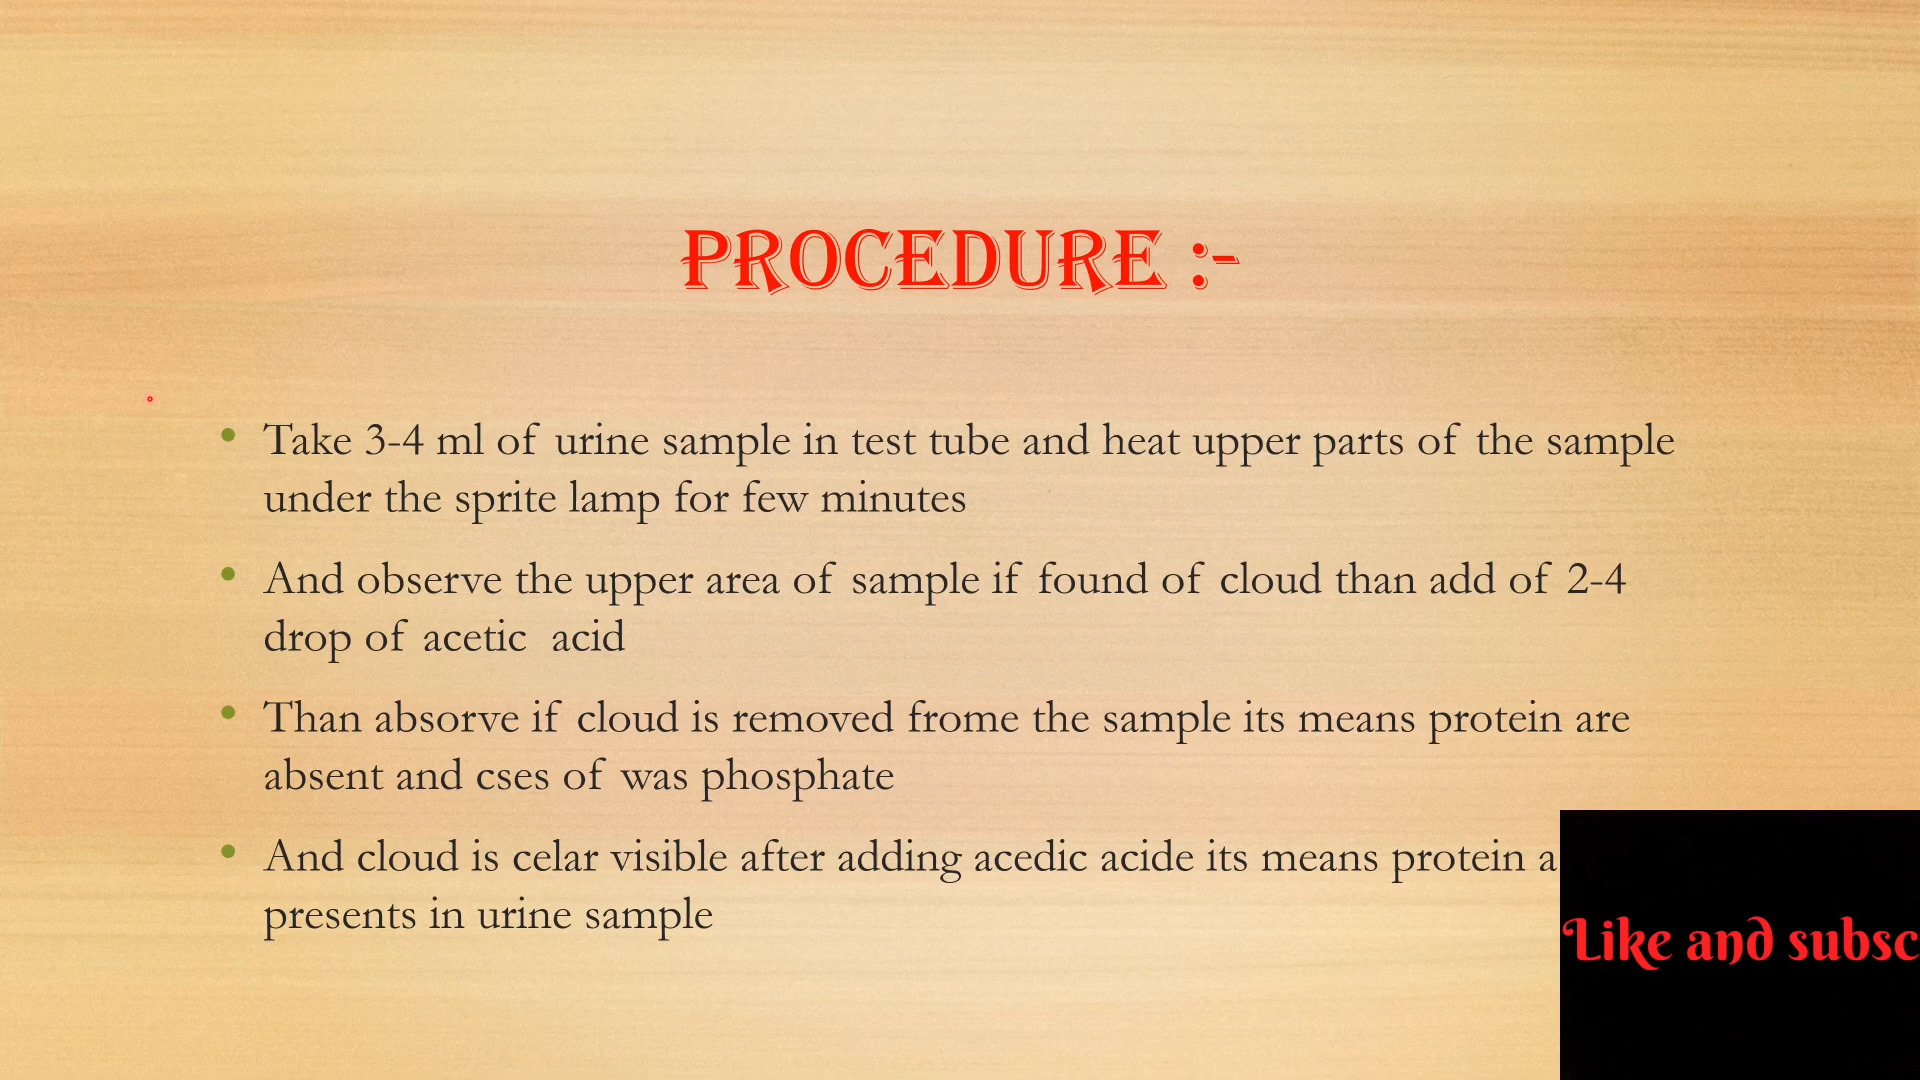 PROCEDURE :-
Take 3-4 ml of urine sample in test tube and heat upper parts of the sample
under the sprite lamp for few minutes
And observe the upper area of sample if found of cloud than add of 2-4
drop of acetic acid
Than absorve if cloud is removed frome the sample its means protein are
absent and cses of was phosphate
And cloud is celar visible after adding acedic acide its means protein a
presents in urine sample
Like and subsc